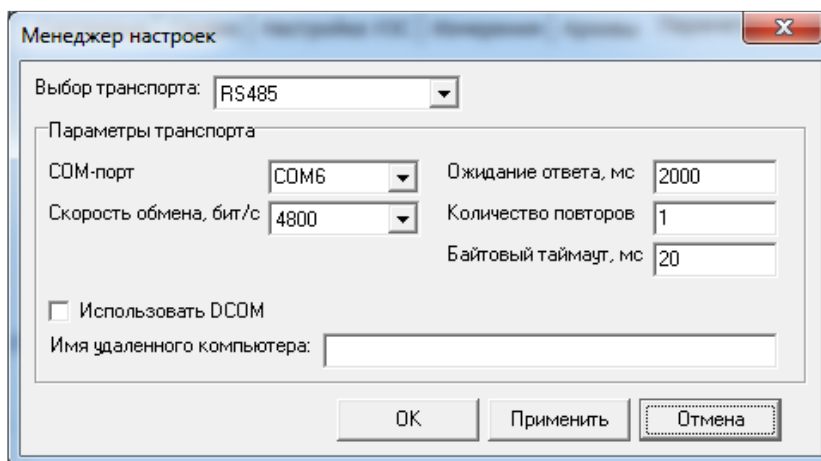 Менеджер настроек
Выбор транспорта: RS485
Параметры транспорта
COM-порт COM6 Ожидание ответа, мс 2000
Скорость обмена, бит/с 4800 Количество повторов 1
Байтовый таймаут, мс 20
Использовать DCOM
Имя удаленного компьютера:
OK Применить Отмена